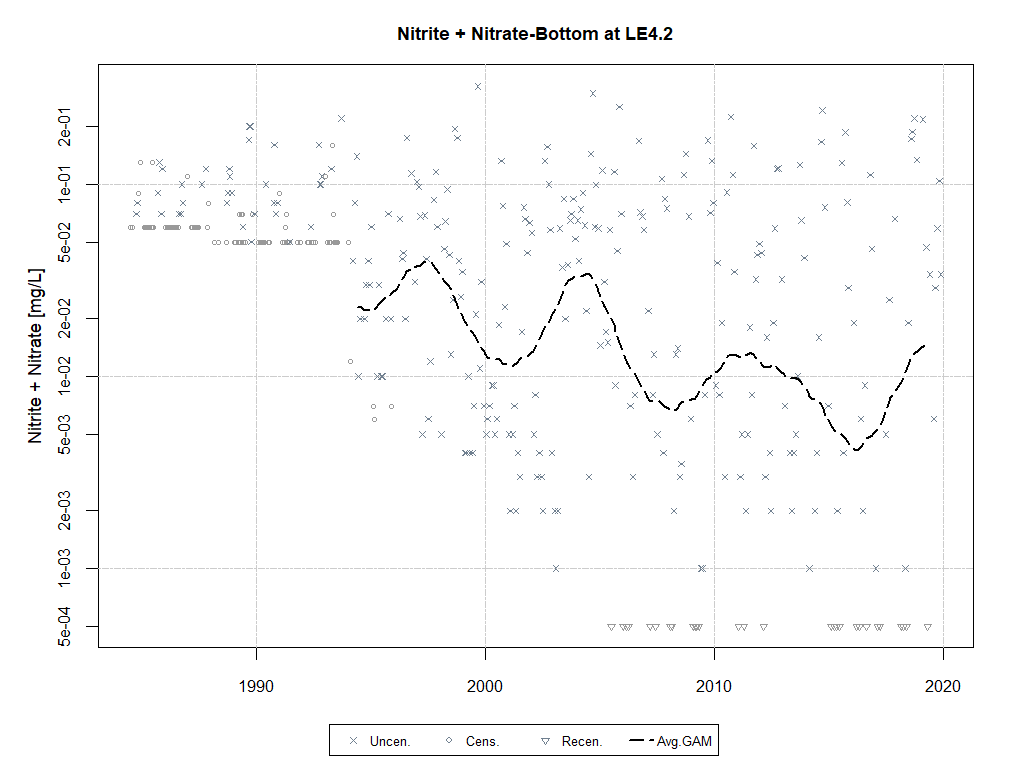 Nitrite + Nitrate-Bottom at LE4.2
Nitrite + Nitrate [mg/L]
2e-01
1e-01
5e-02
2e-02
1e-02
5e-03
2e-03
1e-03
5e-04
1990 2000 2010 2020
Uncen. Cens. Recen. Avg.GAM